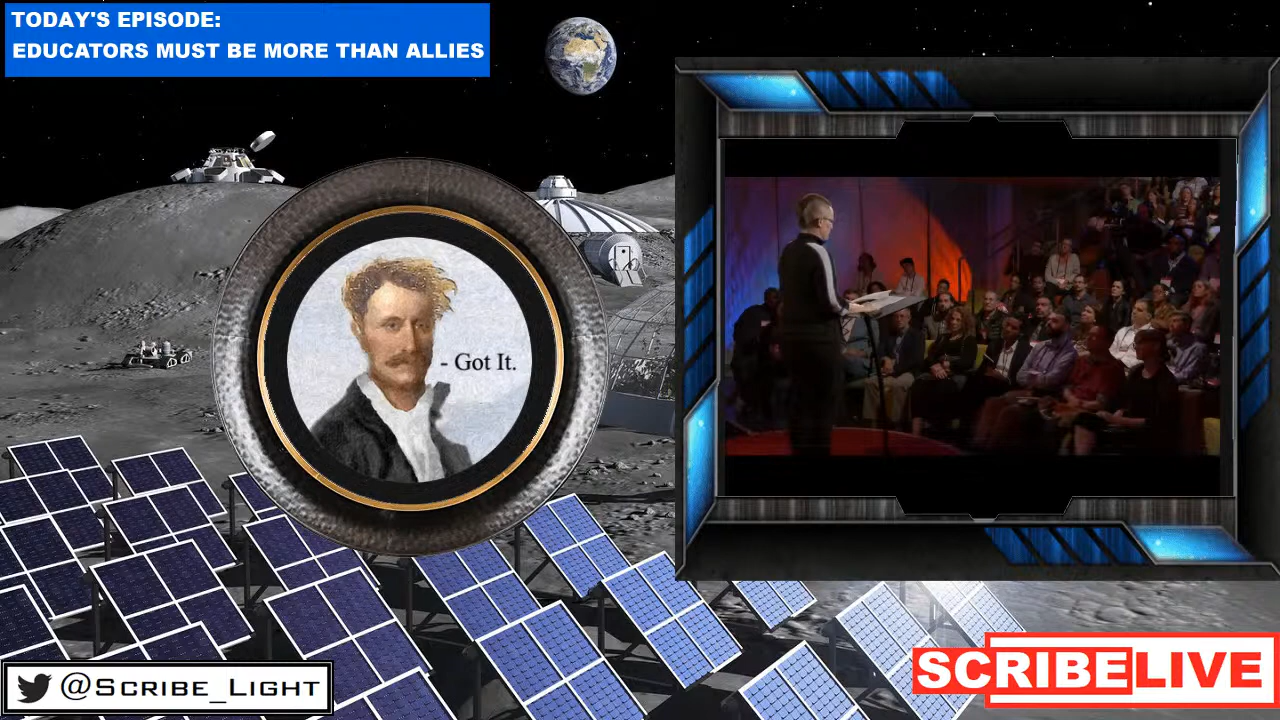 TODAY'S EPISODE:
EDUCATORS MUST BE MORE THAN ALLIES
- Got It.
@SCRIBE_LIGHT
SCRIBELIVE